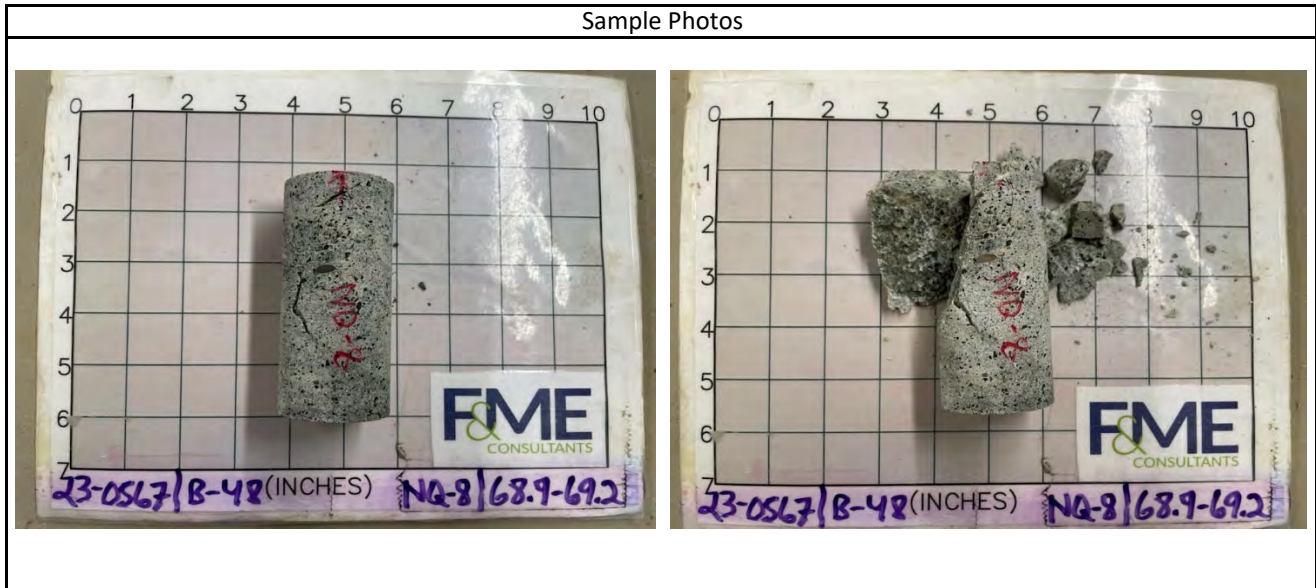 Sample Photos
0 1 2 3 4 5 6 7 8 9 10
1
2
3
4
5
6
7
NQ-8
F&ME
CONSULTANTS
23-0567 | B-48 (INCHES) NQ-8 | 68.9-69.2
0 1 2 3 4 5 6 7 8 9 10
1
2
3
4
5
6
7
NQ-8
F&ME
CONSULTANTS
23-0567 | B-48 (INCHES) NQ-8 | 68.9-69.2